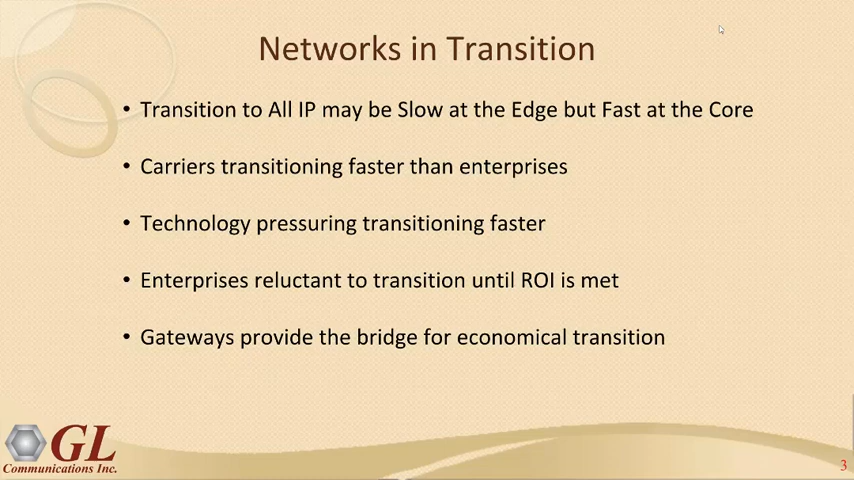 Networks in Transition
• Transition to All IP may be Slow at the Edge but Fast at the Core
• Carriers transitioning faster than enterprises
• Technology pressuring transitioning faster
• Enterprises reluctant to transition until ROI is met
• Gateways provide the bridge for economical transition
GL
Communications Inc.
3